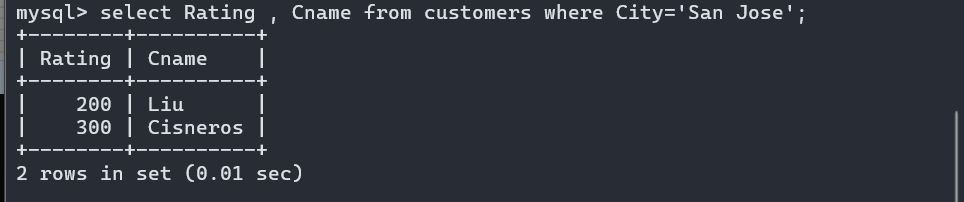 mysql> select Rating , Cname from customers where City='San Jose';
+--------+----------+
| Rating | Cname    |
+--------+----------+
|    200 | Liu      |
|    300 | Cisneros |
+--------+----------+
2 rows in set (0.01 sec)